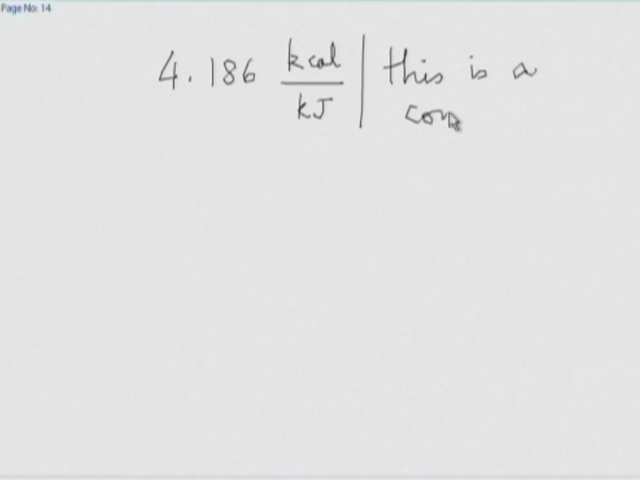 Page No: 14
4.186 kcal/kJ | this is a
con